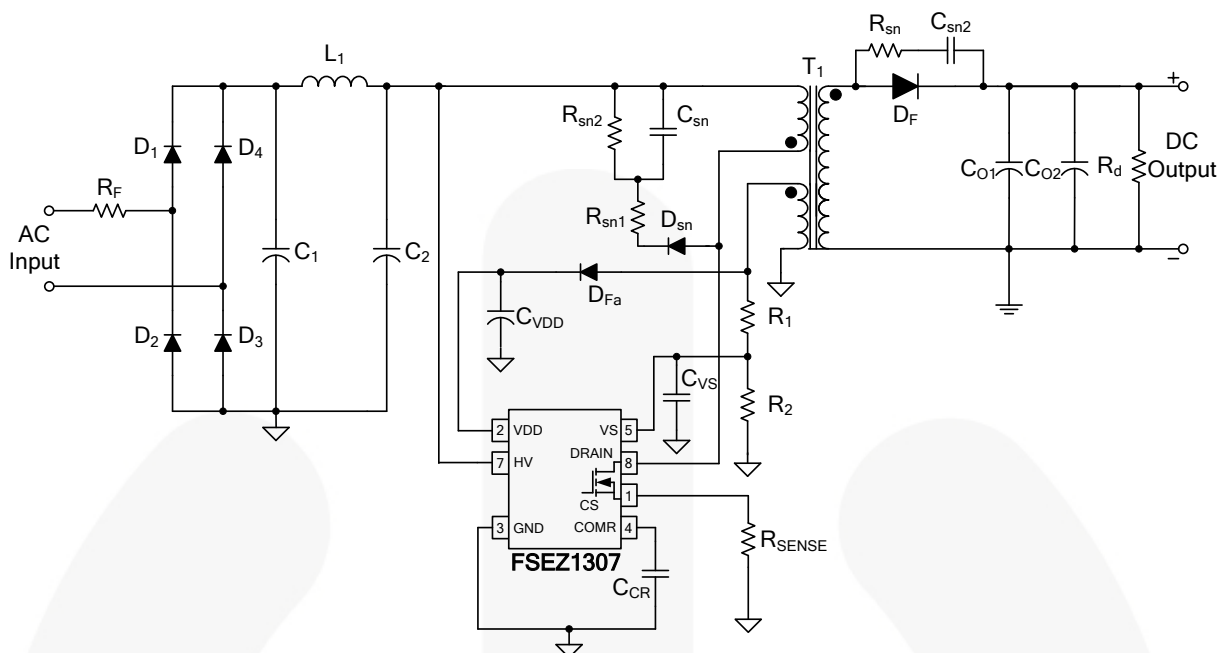 R_sn
C_sn2
L_1
T_1
+
R_sn2
C_sn
D_F
D_1
D_4
DC
Output
R_F
C_O1
C_O2
R_d
R_sn1
D_sn
AC
Input
C_1
C_2
−
D_Fa
R_1
C_VDD
D_2
D_3
C_VS
R_2
2
VDD
VS
5
DRAIN
7
HV
8
1
CS
3
GND
COMR
4
R_SENSE
FSEZ1307
C_CR